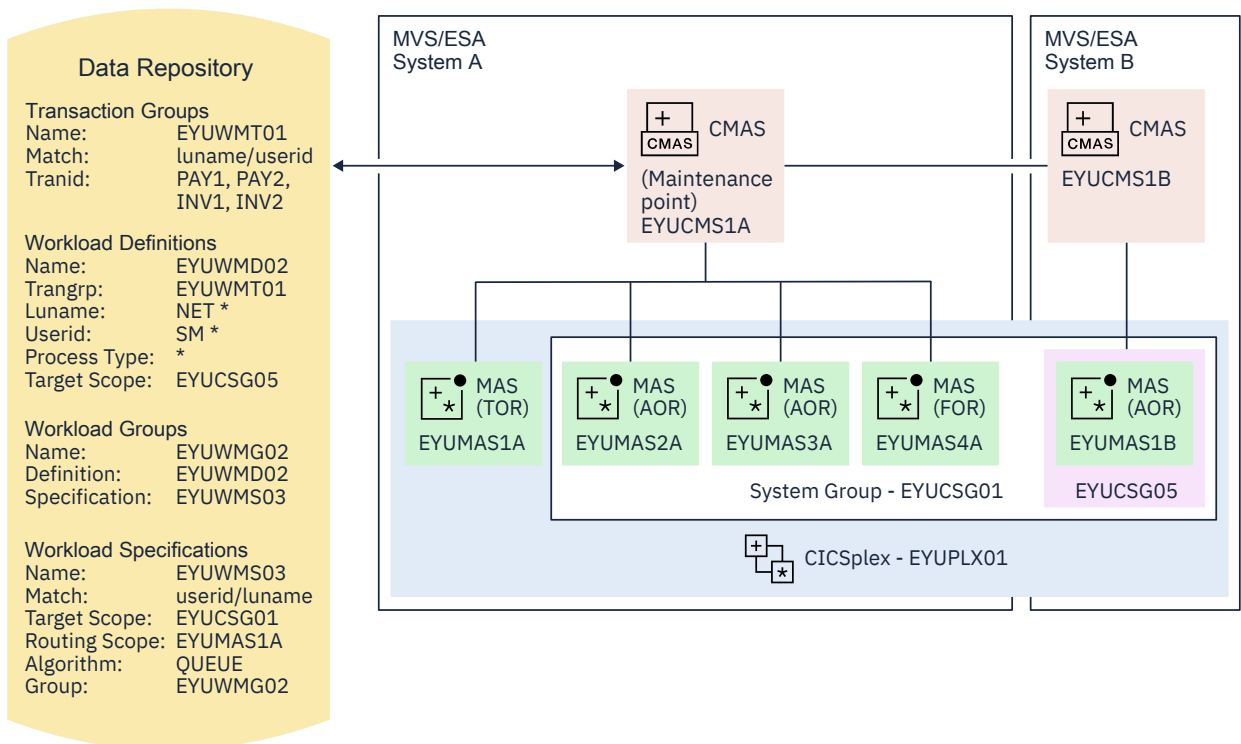 Data Repository
Transaction Groups
Name: EYUWMT01
Match: luname/userid
Tranid: PAY1, PAY2,
INV1, INV2
Workload Definitions
Name: EYUWMD02
Trangrp: EYUWMT01
Luname: NET *
Userid: SM *
Process Type: *
Target Scope: EYUCSG05
Workload Groups
Name: EYUWMG02
Definition: EYUWMD02
Specification: EYUWMS03
Workload Specifications
Name: EYUWMS03
Match: userid/luname
Target Scope: EYUCSG01
Routing Scope: EYUMAS1A
Algorithm: QUEUE
Group: EYUWMG02
MVS/ESA
System A
CMAS
CMAS
(Maintenance
point)
EYUCMS1A
MVS/ESA
System B
CMAS
CMAS
EYUCMS1B
MAS
(TOR)
EYUMAS1A
MAS
(AOR)
EYUMAS2A
MAS
(AOR)
EYUMAS3A
MAS
(FOR)
EYUMAS4A
MAS
(AOR)
EYUMAS1B
System Group - EYUCSG01
EYUCSG05
CICSplex - EYUPLX01